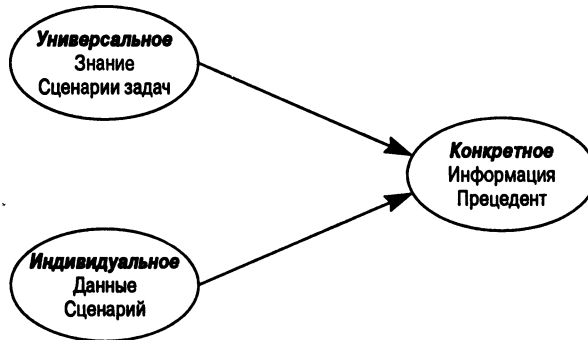 Универсальное
Знание
Сценарии задач
Конкретное
Информация
Прецедент
Индивидуальное
Данные
Сценарий